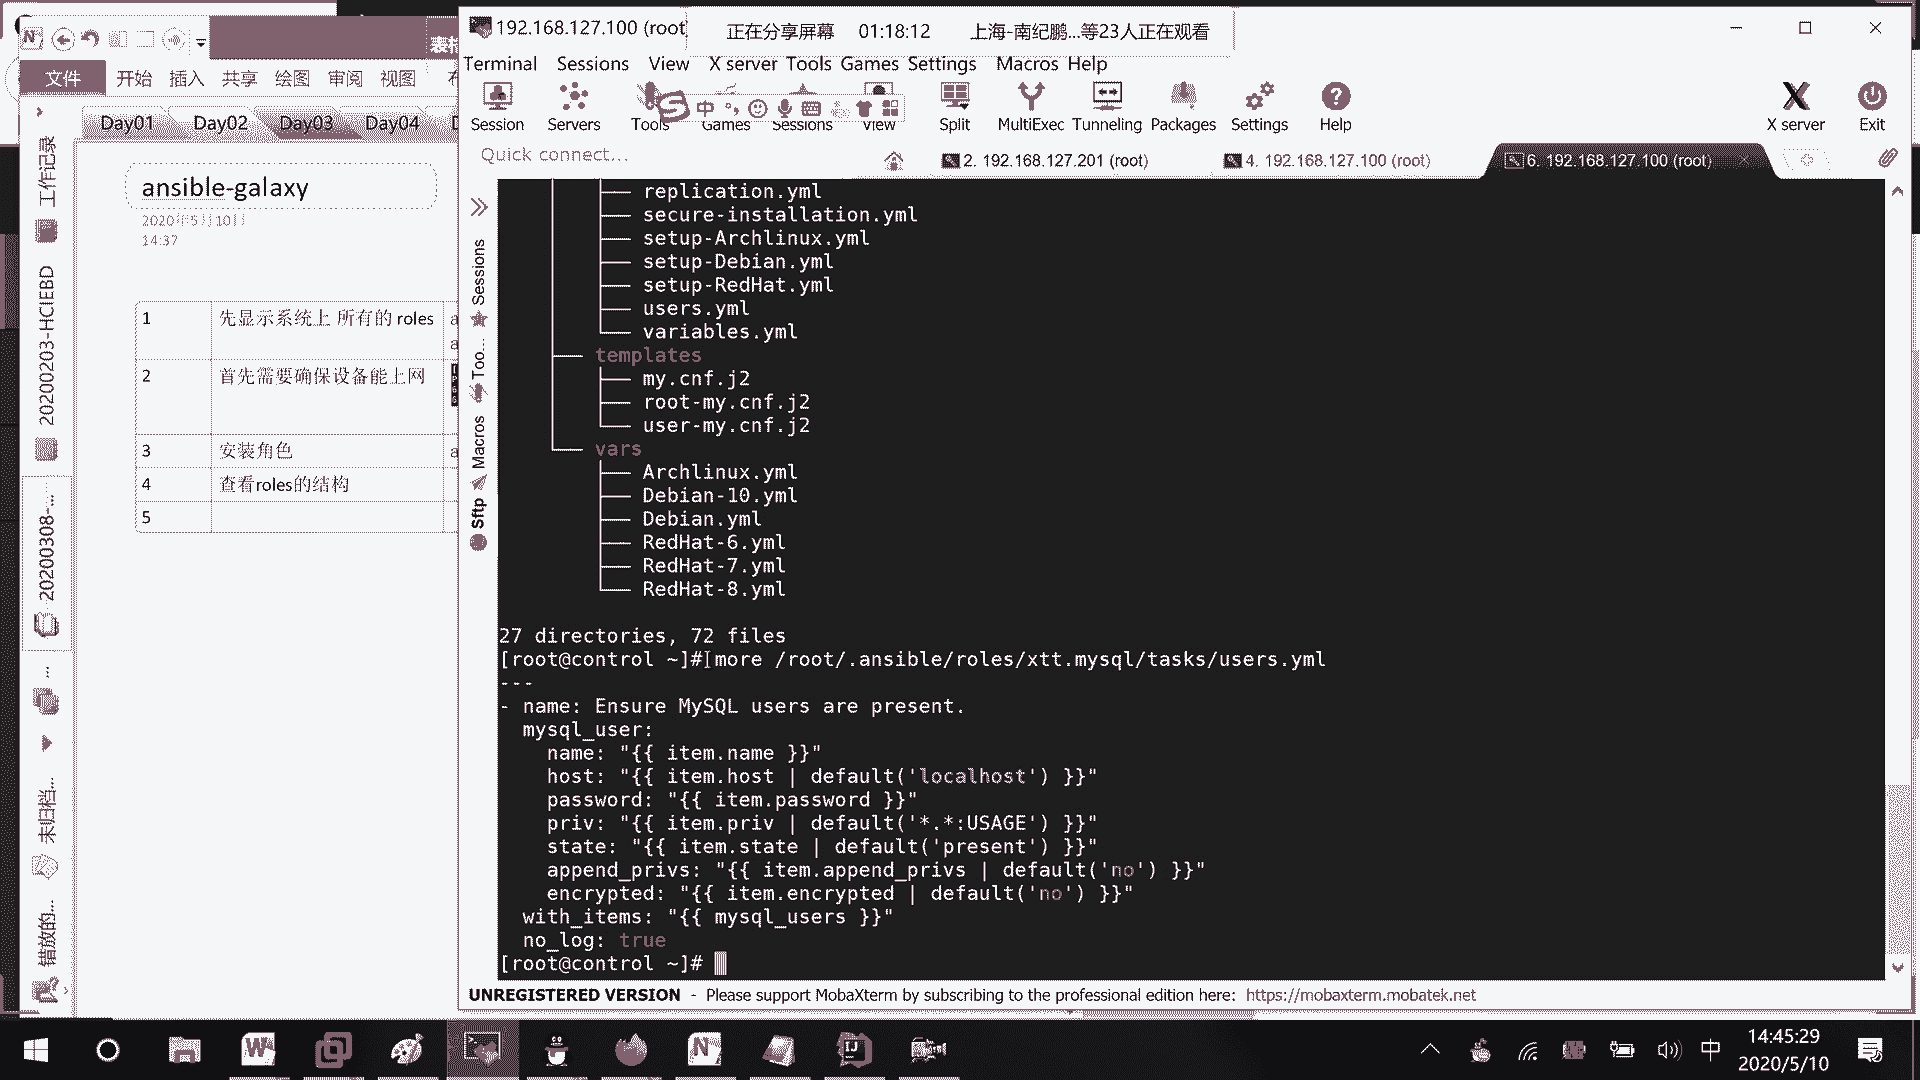 192.168.127.100 (root
正在分享屏幕 01:18:12 上海-南纪鹏...等23人正在观看
Terminal Sessions View X server Tools Games Settings Macros Help
文件 开始 插入 共享 绘图 审阅 视图
Session Servers Tools Games Sessions View Split MultiExec Tunneling Packages Settings Help X server Exit
中
Day01 Day02 Day03 Day04
Quick connect...
2. 192.168.127.201 (root)
4. 192.168.127.100 (root)
6. 192.168.127.100 (root)
工作记录
20200203-HCIEBD
20200308-...
...
未归档...
错放的...
ansible-galaxy
2020年5月10日
14:37
1 先显示系统上 所有的 roles
2 首先需要确保设备能上网
3 安装角色
4 查看roles的结构
5
Sessions
Too...
Macros
Sftp
├── replication.yml
├── secure-installation.yml
├── setup-Archlinux.yml
├── setup-Debian.yml
├── setup-RedHat.yml
├── users.yml
└── variables.yml
├── templates
├── my.cnf.j2
├── root-my.cnf.j2
└── user-my.cnf.j2
└── vars
├── Archlinux.yml
├── Debian-10.yml
├── Debian.yml
├── RedHat-6.yml
├── RedHat-7.yml
└── RedHat-8.yml
27 directories, 72 files
[root@control ~]# more /root/.ansible/roles/xtt.mysql/tasks/users.yml
---
- name: Ensure MySQL users are present.
mysql_user:
name: "{{ item.name }}"
host: "{{ item.host | default('localhost') }}"
password: "{{ item.password }}"
priv: "{{ item.priv | default('*.*:USAGE') }}"
state: "{{ item.state | default('present') }}"
append_privs: "{{ item.append_privs | default('no') }}"
encrypted: "{{ item.encrypted | default('no') }}"
with_items: "{{ mysql_users }}"
no_log: true
[root@control ~]#
UNREGISTERED VERSION - Please support MobaXterm by subscribing to the professional edition here: https://mobaxterm.mobatek.net
中
14:45:29
2020/5/10